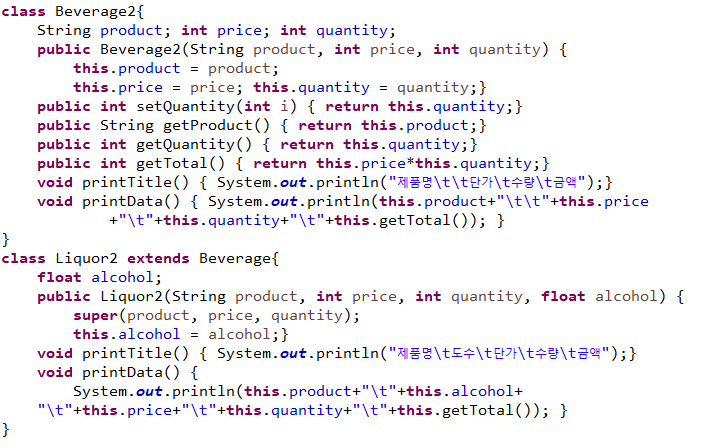 class Beverage2{
    String product; int price; int quantity;
    public Beverage2(String product, int price, int quantity) {
        this.product = product;
        this.price = price; this.quantity = quantity;}
    public int setQuantity(int i) { return this.quantity;}
    public String getProduct() { return this.product;}
    public int getQuantity() { return this.quantity;}
    public int getTotal() { return this.price*this.quantity;}
    void printTitle() { System.out.println("제품명\t\t단가\t수량\t금액");}
    void printData() { System.out.println(this.product+"\t\t"+this.price
            +"\t"+this.quantity+"\t"+this.getTotal()); }
}
class Liquor2 extends Beverage{
    float alcohol;
    public Liquor2(String product, int price, int quantity, float alcohol) {
        super(product, price, quantity);
        this.alcohol = alcohol;}
    void printTitle() { System.out.println("제품명\t도수\t단가\t수량\t금액");}
    void printData() {
        System.out.println(this.product+"\t"+this.alcohol+
    "\t"+this.price+"\t"+this.quantity+"\t"+this.getTotal()); }
}